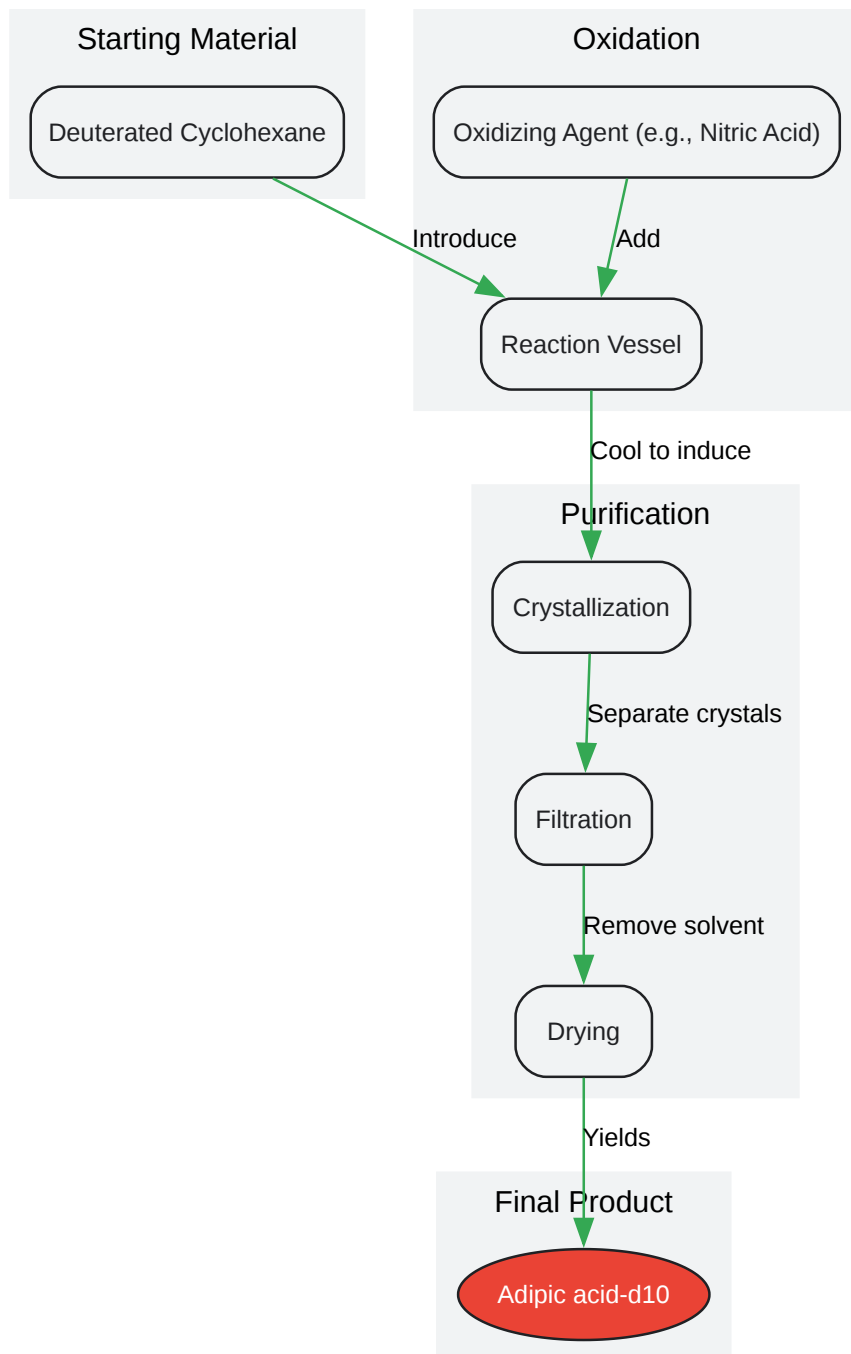 Starting Material
Oxidation
Deuterated Cyclohexane
Oxidizing Agent (e.g., Nitric Acid)
Introduce
Add
Reaction Vessel
Cool to induce
Purification
Crystallization
Separate crystals
Filtration
Remove solvent
Drying
Yields
Final Product
Adipic acid-d10